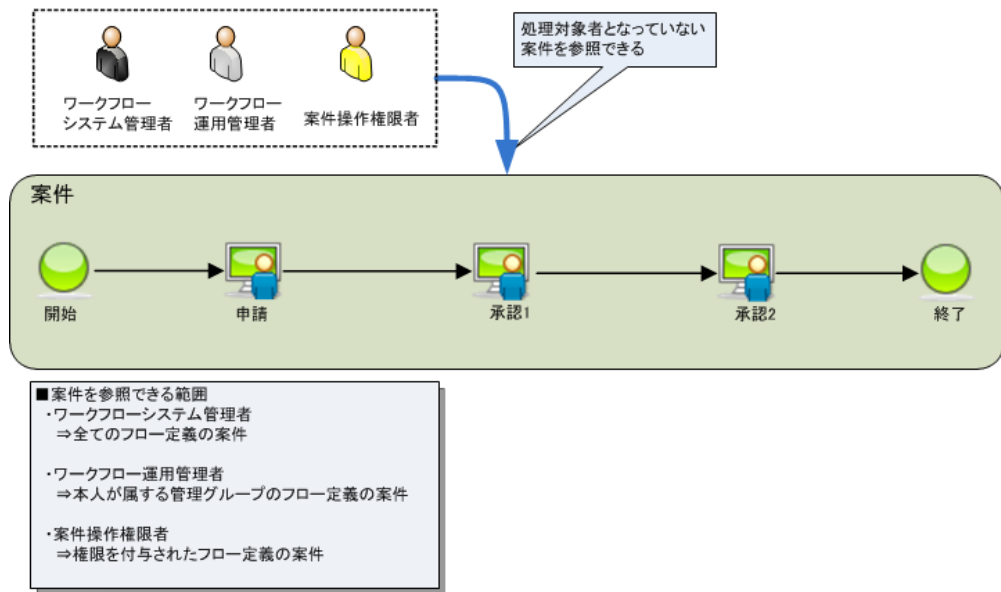 処理対象者となっていない
案件を参照できる
ワークフロー
システム管理者
ワークフロー
運用管理者
案件操作権限者
案件
開始
申請
承認1
承認2
終了
■案件を参照できる範囲
・ワークフローシステム管理者
⇒全てのフロー定義の案件
・ワークフロー運用管理者
⇒本人が属する管理グループのフロー定義の案件
・案件操作権限者
⇒権限を付与されたフロー定義の案件